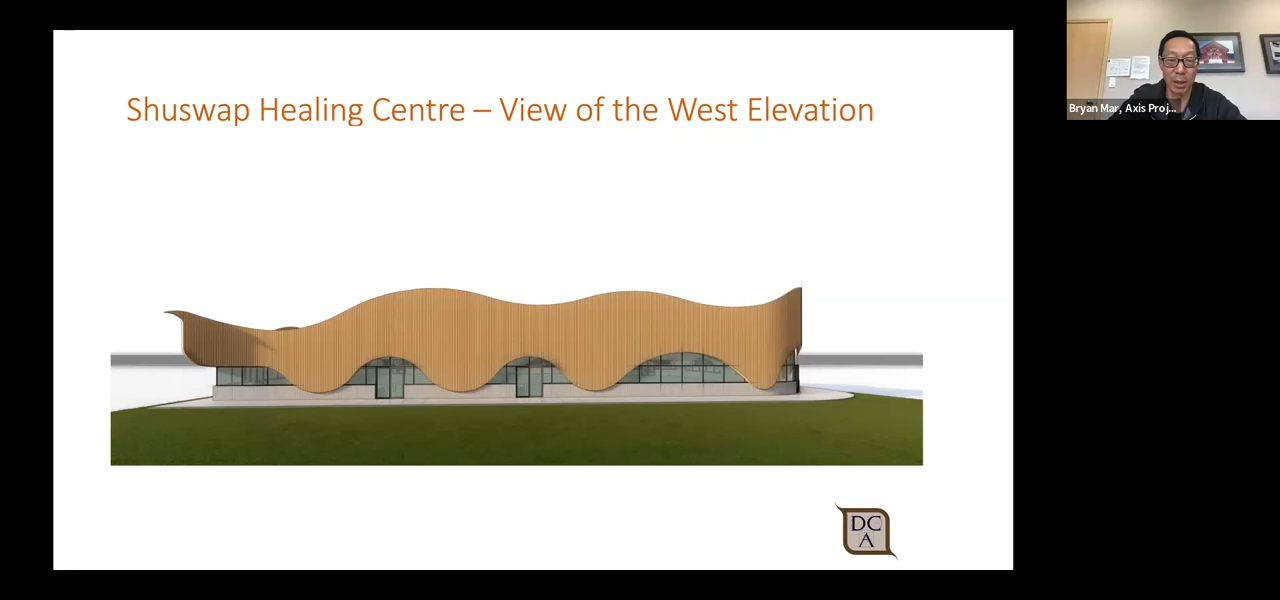 Shuswap Healing Centre – View of the West Elevation
Bryan Mar, Axis Proj...
DC
A